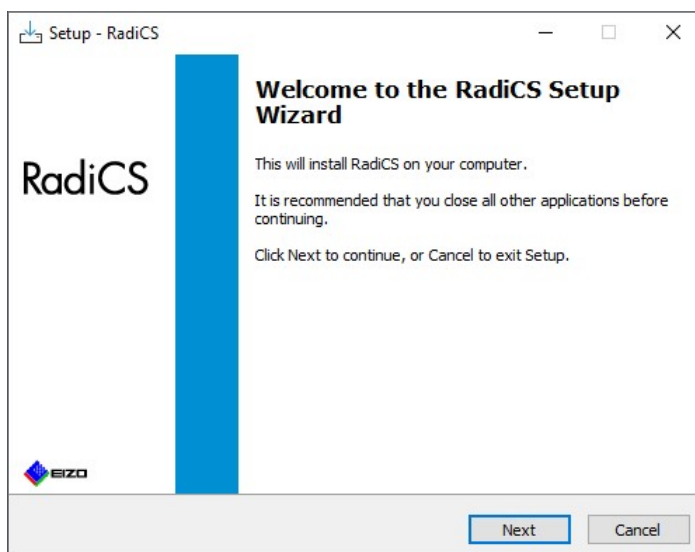 Setup - RadiCS
Welcome to the RadiCS Setup
Wizard
This will install RadiCS on your computer.
RadiCS
It is recommended that you close all other applications before
continuing.
Click Next to continue, or Cancel to exit Setup.
EIZO
Next
Cancel